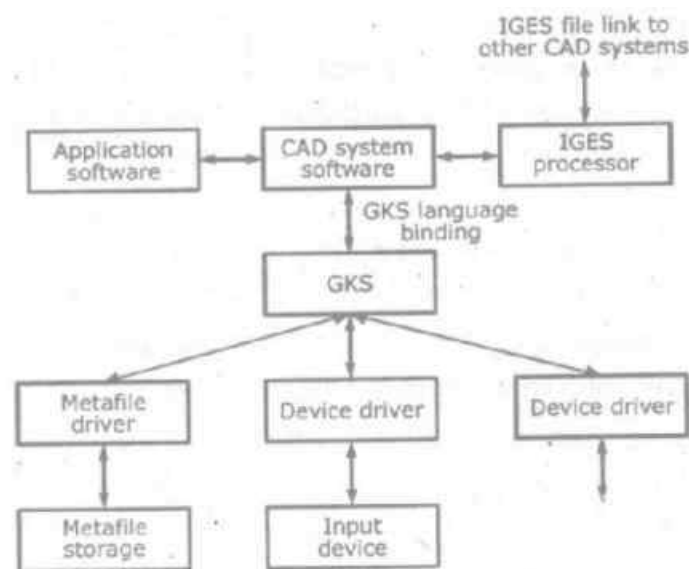 IGES file link to
other CAD systems
Application
software
CAD system
software
IGES
processor
GKS language
binding
GKS
Metafile
driver
Device driver
Device driver
Metafile
storage
Input
device